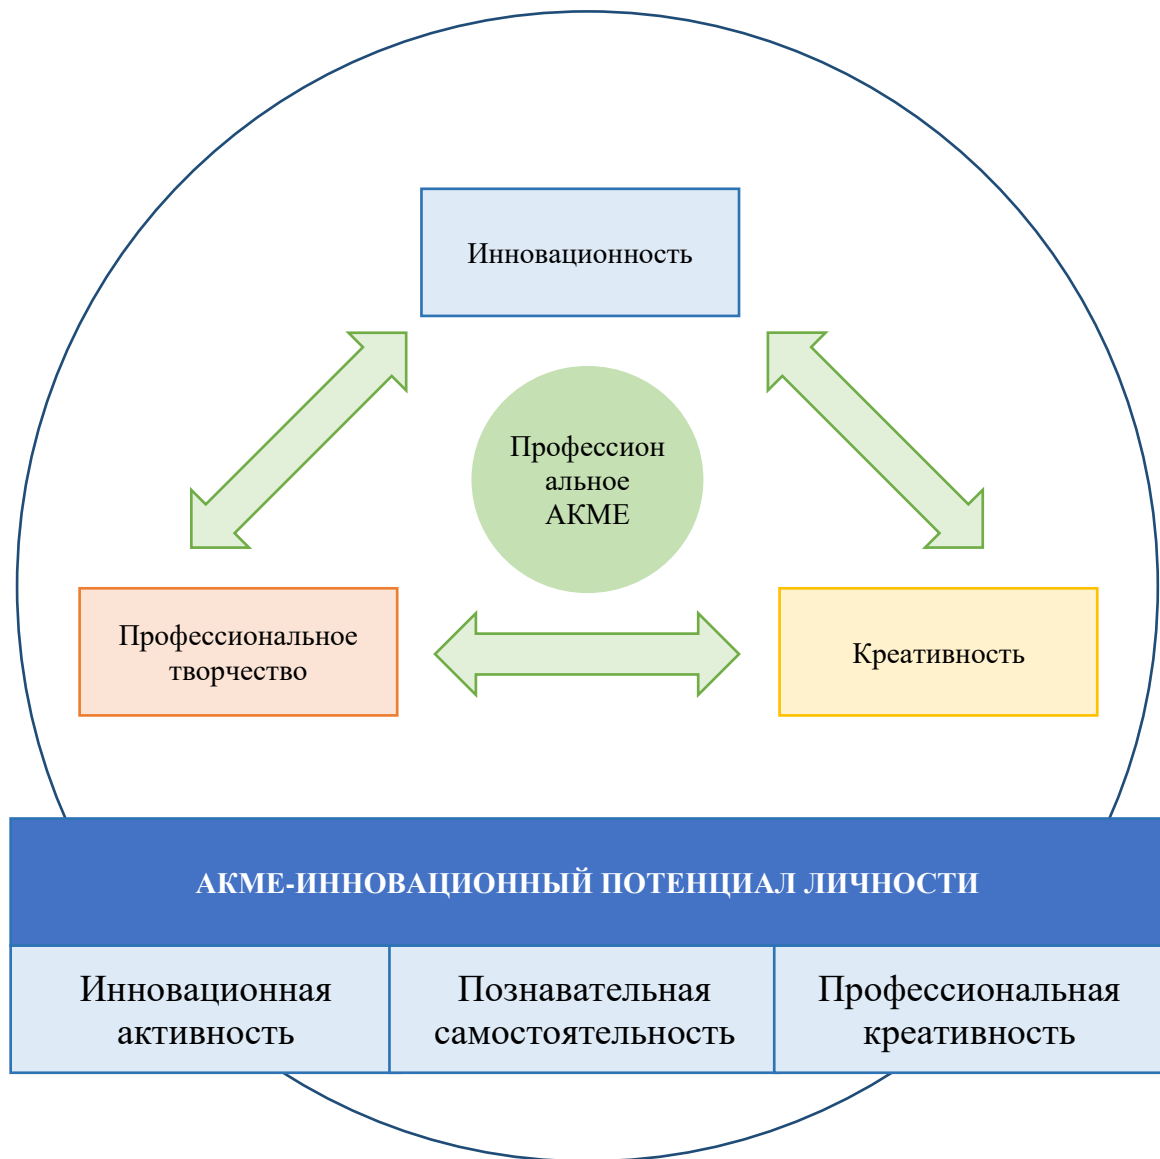 Инновационность
Профессион
альное
АКМЕ
Профессиональное
творчество
Креативность
АКМЕ-ИННОВАЦИОННЫЙ ПОТЕНЦИАЛ ЛИЧНОСТИ
Инновационная
активность
Познавательная
самостоятельность
Профессиональная
креативность